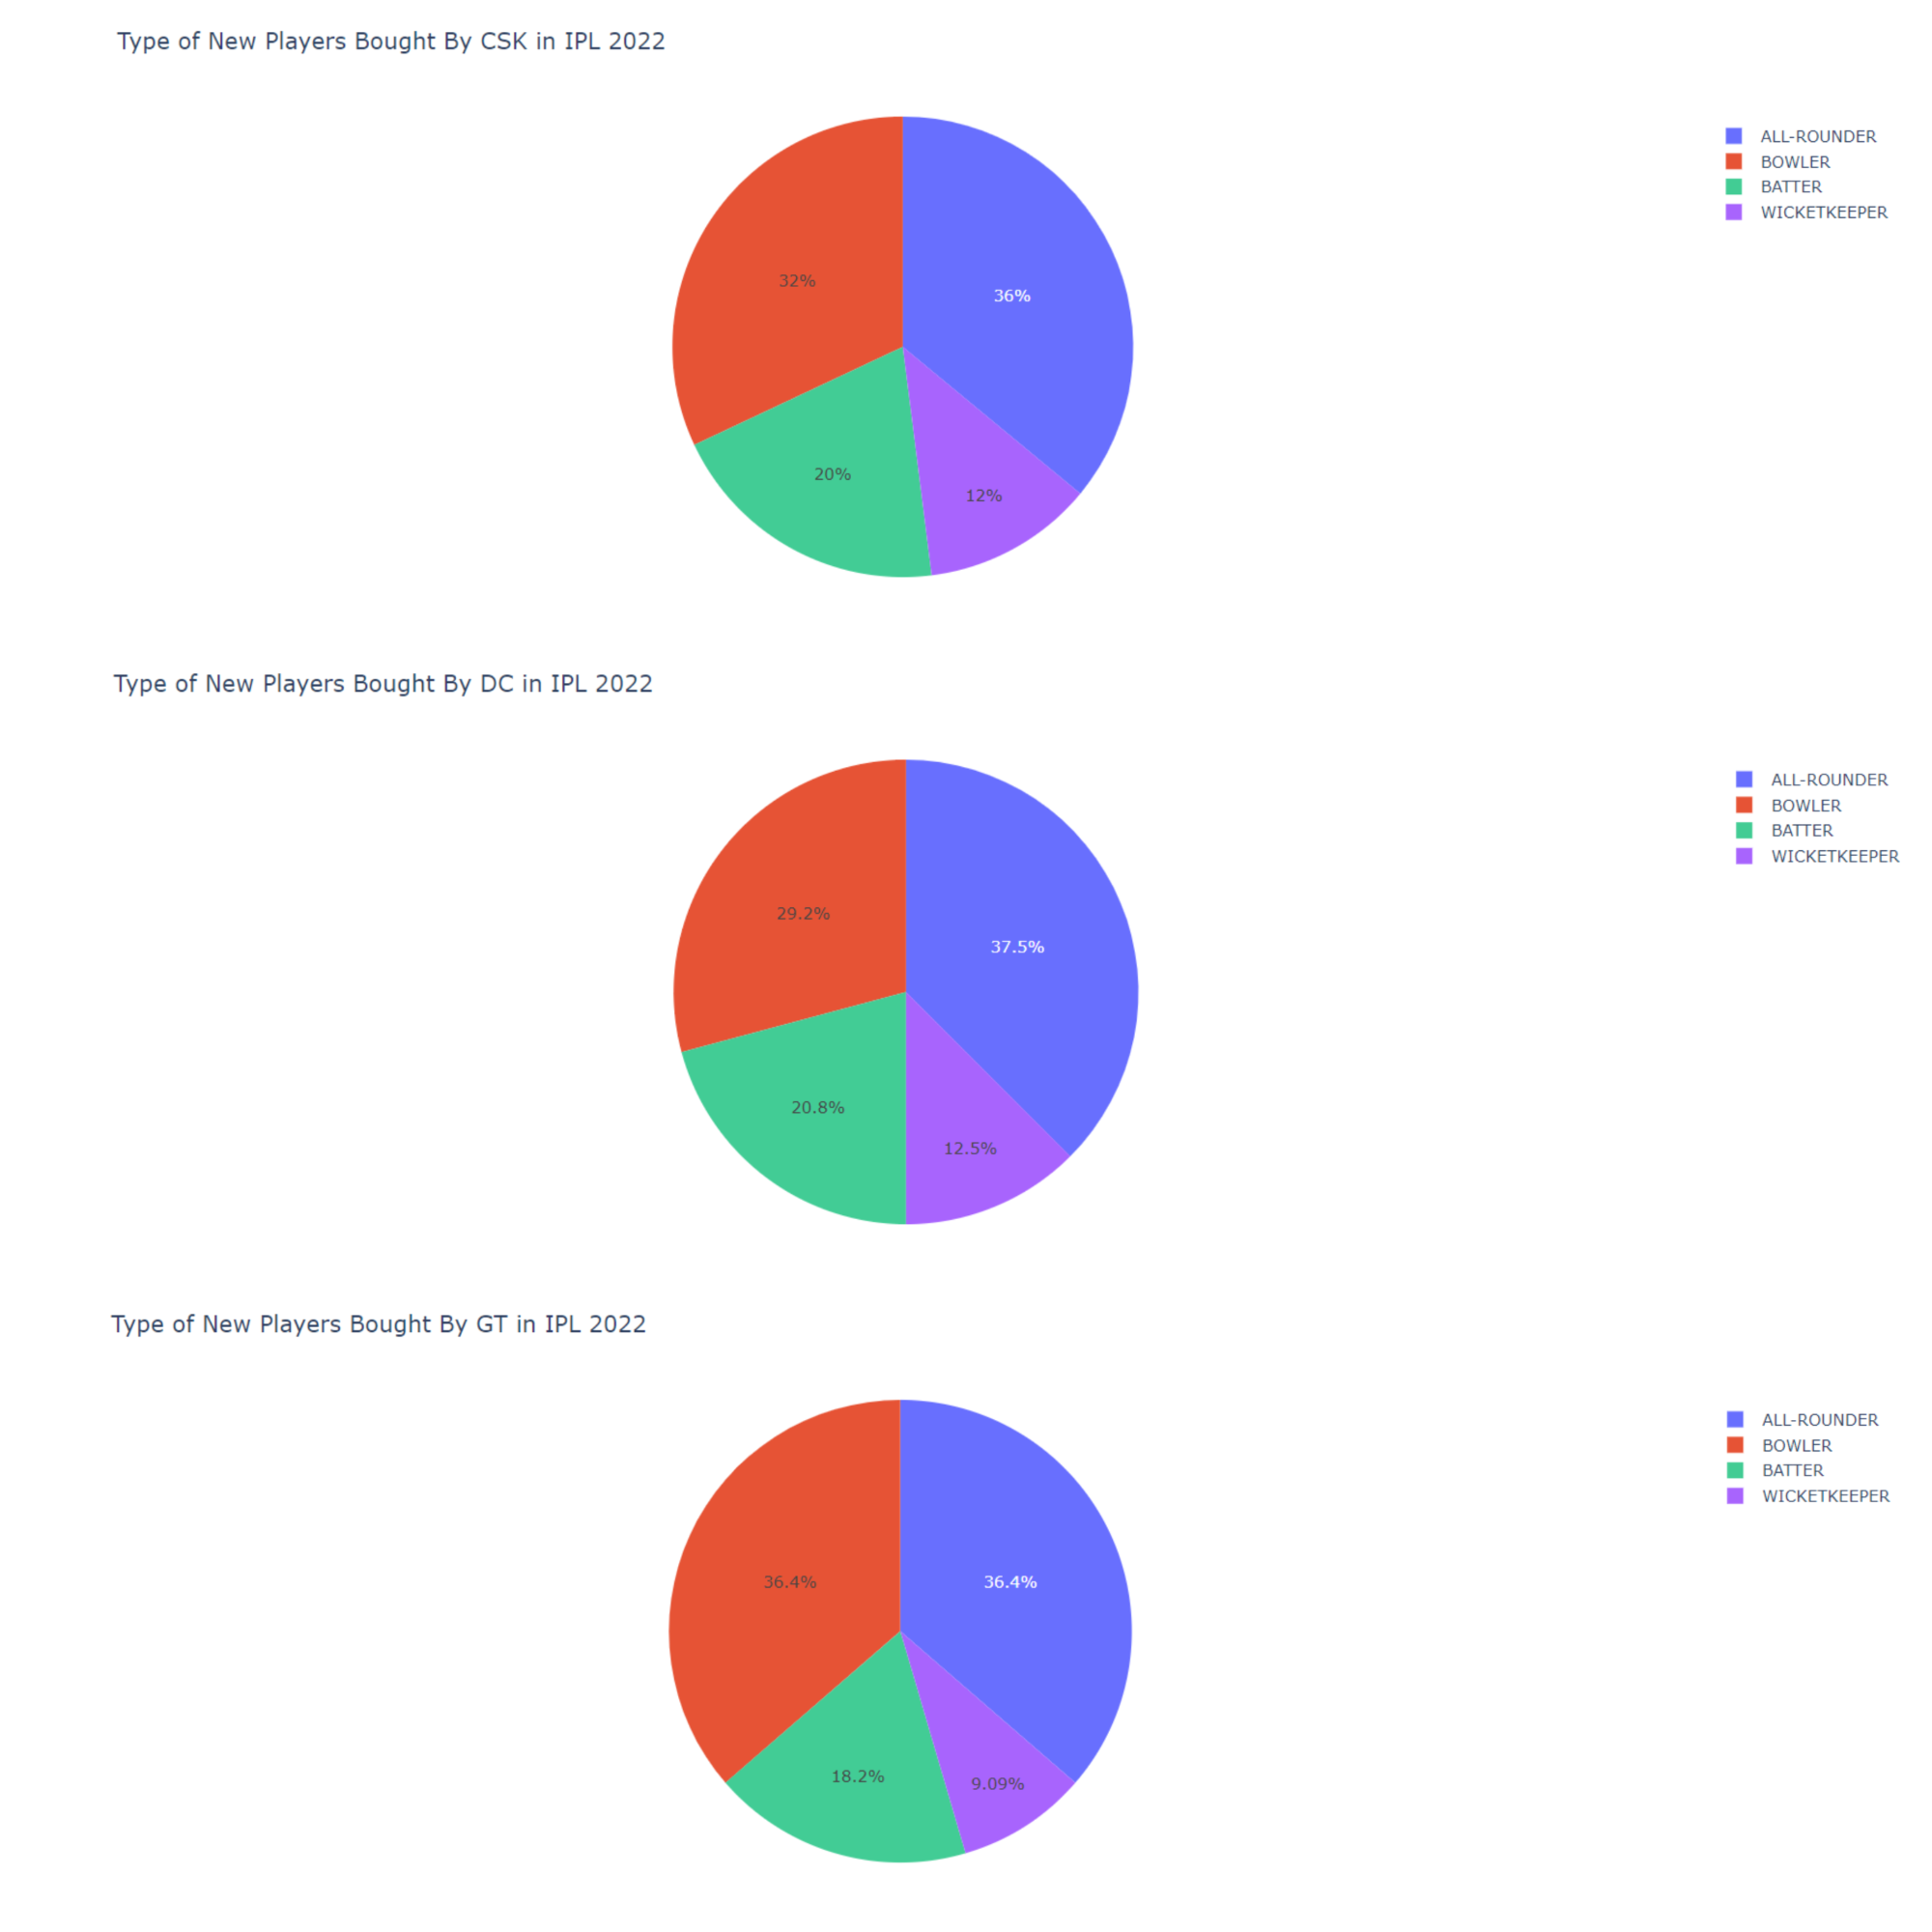 Type of New Players Bought By CSK in IPL 2022
ALL-ROUNDER
BOWLER
BATTER
WICKETKEEPER
32%
36%
20%
12%
Type of New Players Bought By DC in IPL 2022
ALL-ROUNDER
BOWLER
BATTER
WICKETKEEPER
29.2%
37.5%
20.8%
12.5%
Type of New Players Bought By GT in IPL 2022
ALL-ROUNDER
BOWLER
BATTER
WICKETKEEPER
36.4%
36.4%
18.2%
9.09%